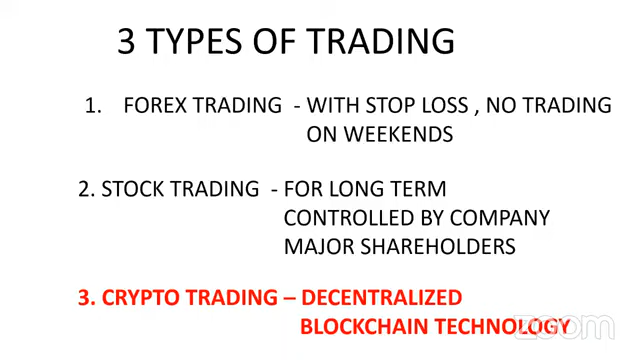 3 TYPES OF TRADING
1. FOREX TRADING - WITH STOP LOSS , NO TRADING
ON WEEKENDS
2. STOCK TRADING - FOR LONG TERM
CONTROLLED BY COMPANY
MAJOR SHAREHOLDERS
3. CRYPTO TRADING – DECENTRALIZED
BLOCKCHAIN TECHNOLOGY
zoom